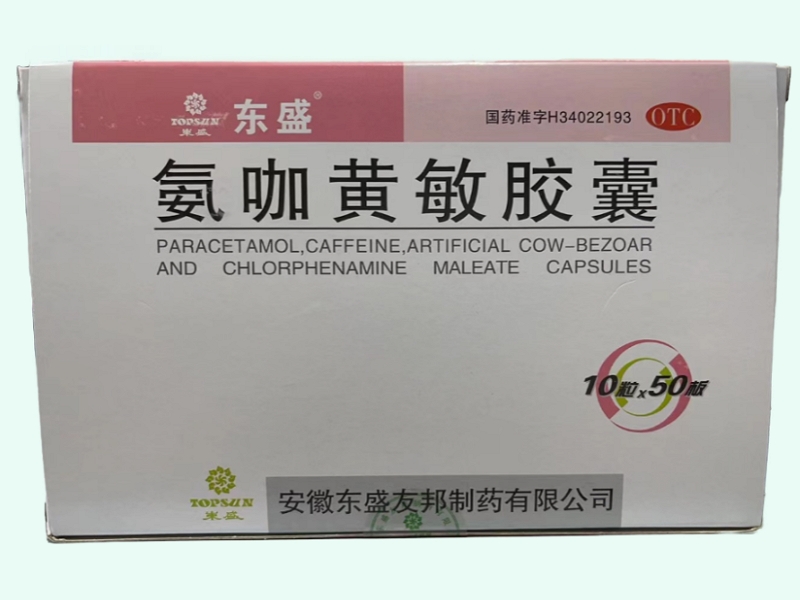 TOPSUN
东盛
东盛®
国药准字H34022193
OTC
氨咖黄敏胶囊
PARACETAMOL,CAFFEINE,ARTIFICIAL COW-BEZOAR
AND CHLORPHENAMINE MALEATE CAPSULES
10粒x50板
TOPSUN
东盛
安徽东盛友邦制药有限公司